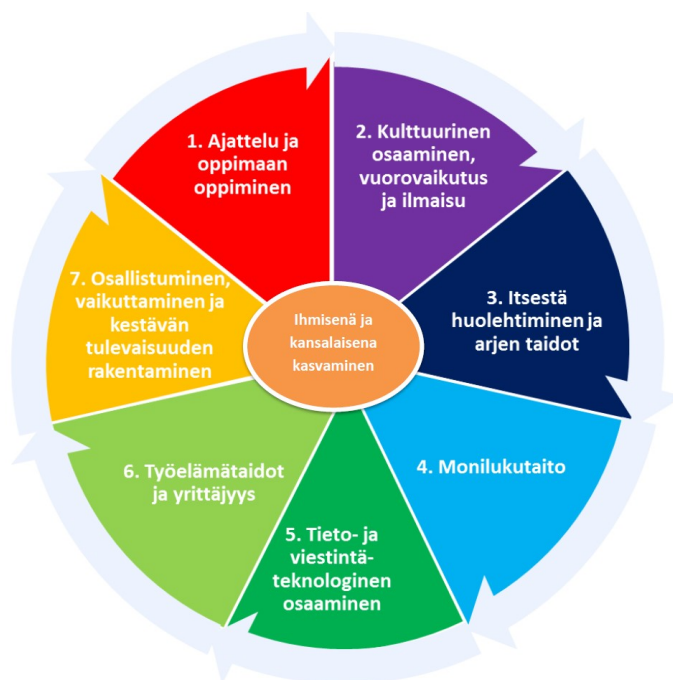 1. Ajattelu ja
oppimaan
oppiminen
2. Kulttuurinen
osaaminen,
vuorovaikutus
ja ilmaisu
3. Itsestä
huolehtiminen ja
arjen taidot
4. Monilukutaito
5. Tieto- ja
viestintä-
teknologinen
osaaminen
6. Työelämätaidot
ja yrittäjyys
7. Osallistuminen,
vaikuttaminen ja
kestävän
tulevaisuuden
rakentaminen
Ihmisenä ja
kansalaisena
kasvaminen